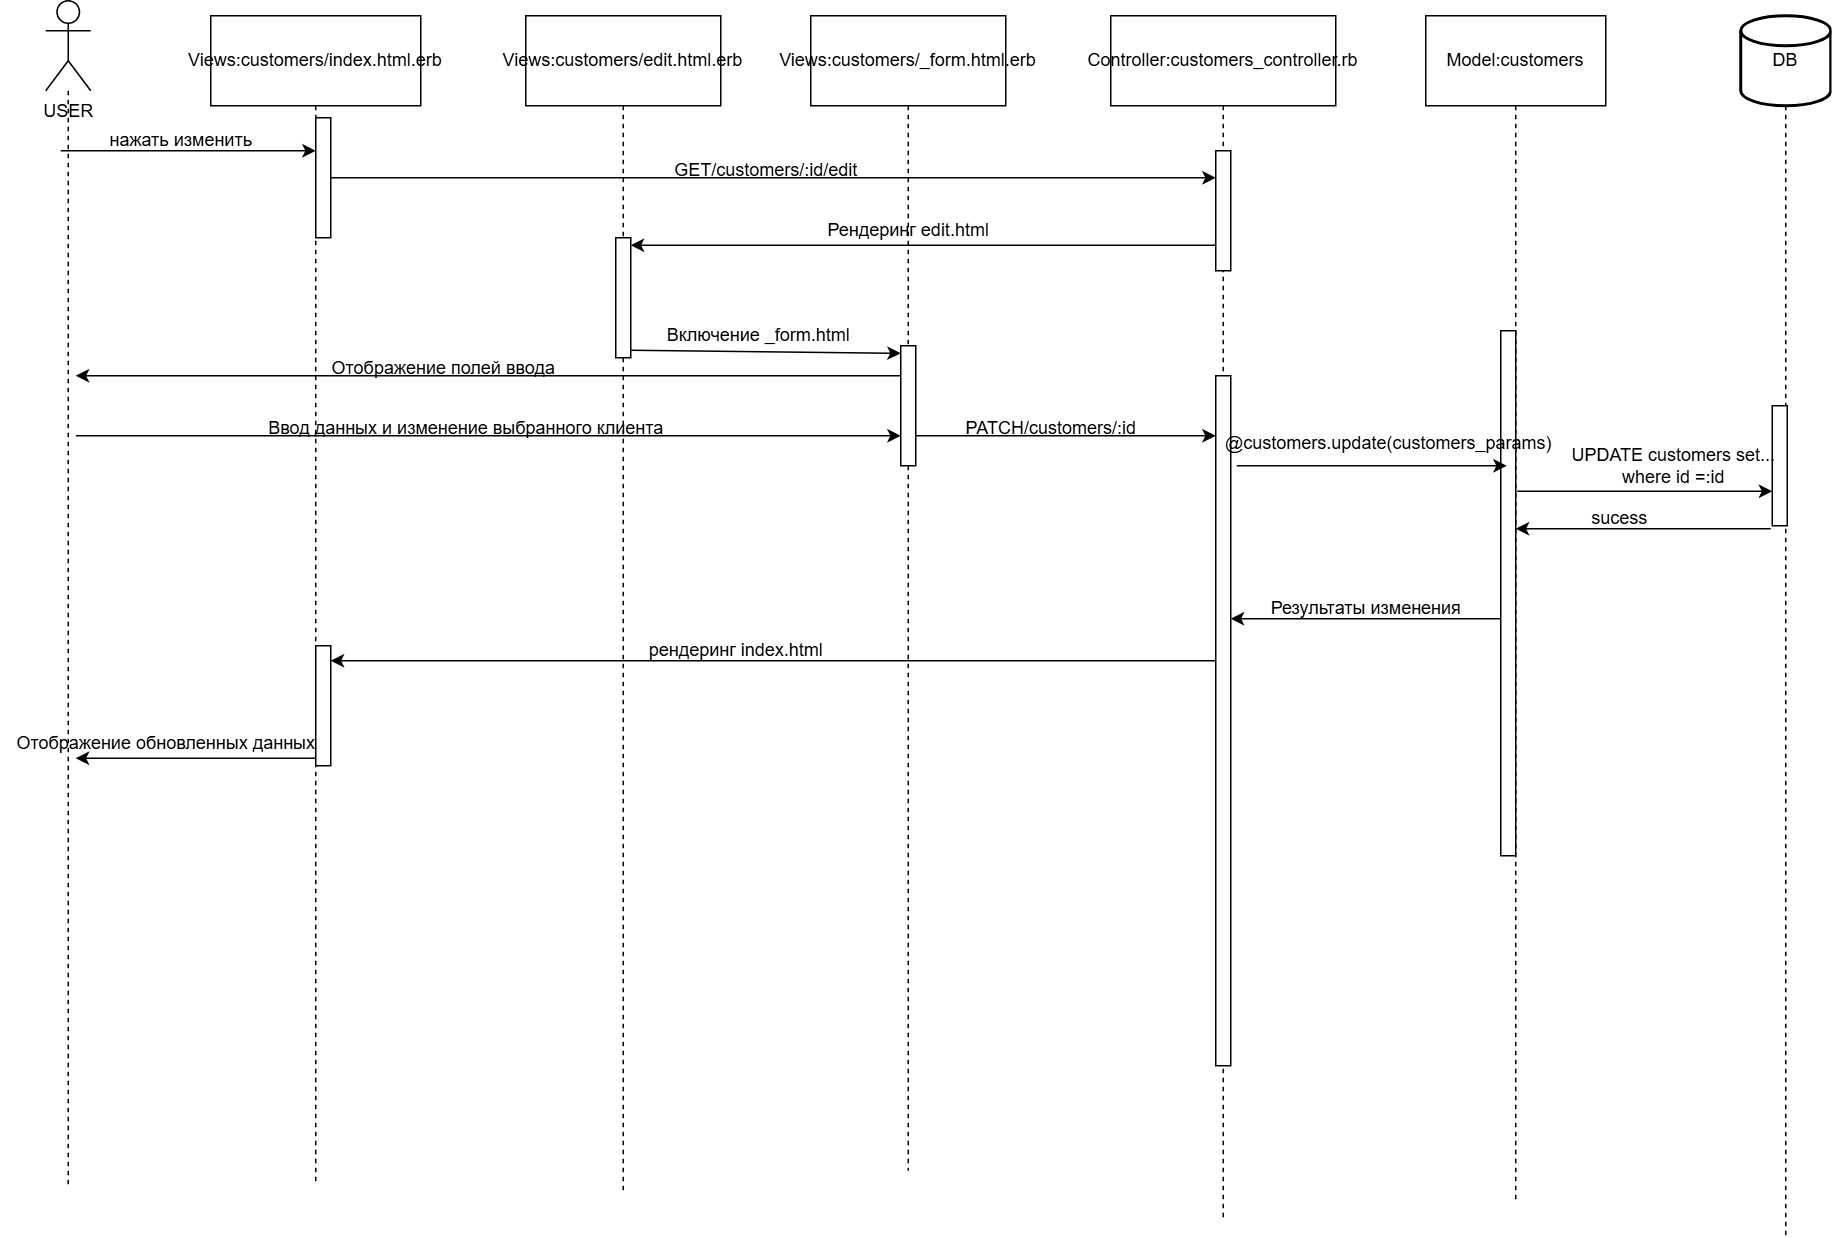 Views:customers/index.html.erb
Views:customers/edit.html.erb
Views:customers/_form.html.erb
Controller:customers_controller.rb
Model:customers
DB
USER
нажать изменить
GET/customers/:id/edit
Рендеринг edit.html
Включение _form.html
Отображение полей ввода
Ввод данных и изменение выбранного клиента
PATCH/customers/:id
@customers.update(customers_params)
UPDATE customers set...
where id =:id
sucess
Результаты изменения
рендеринг index.html
Отображение обновленных данных